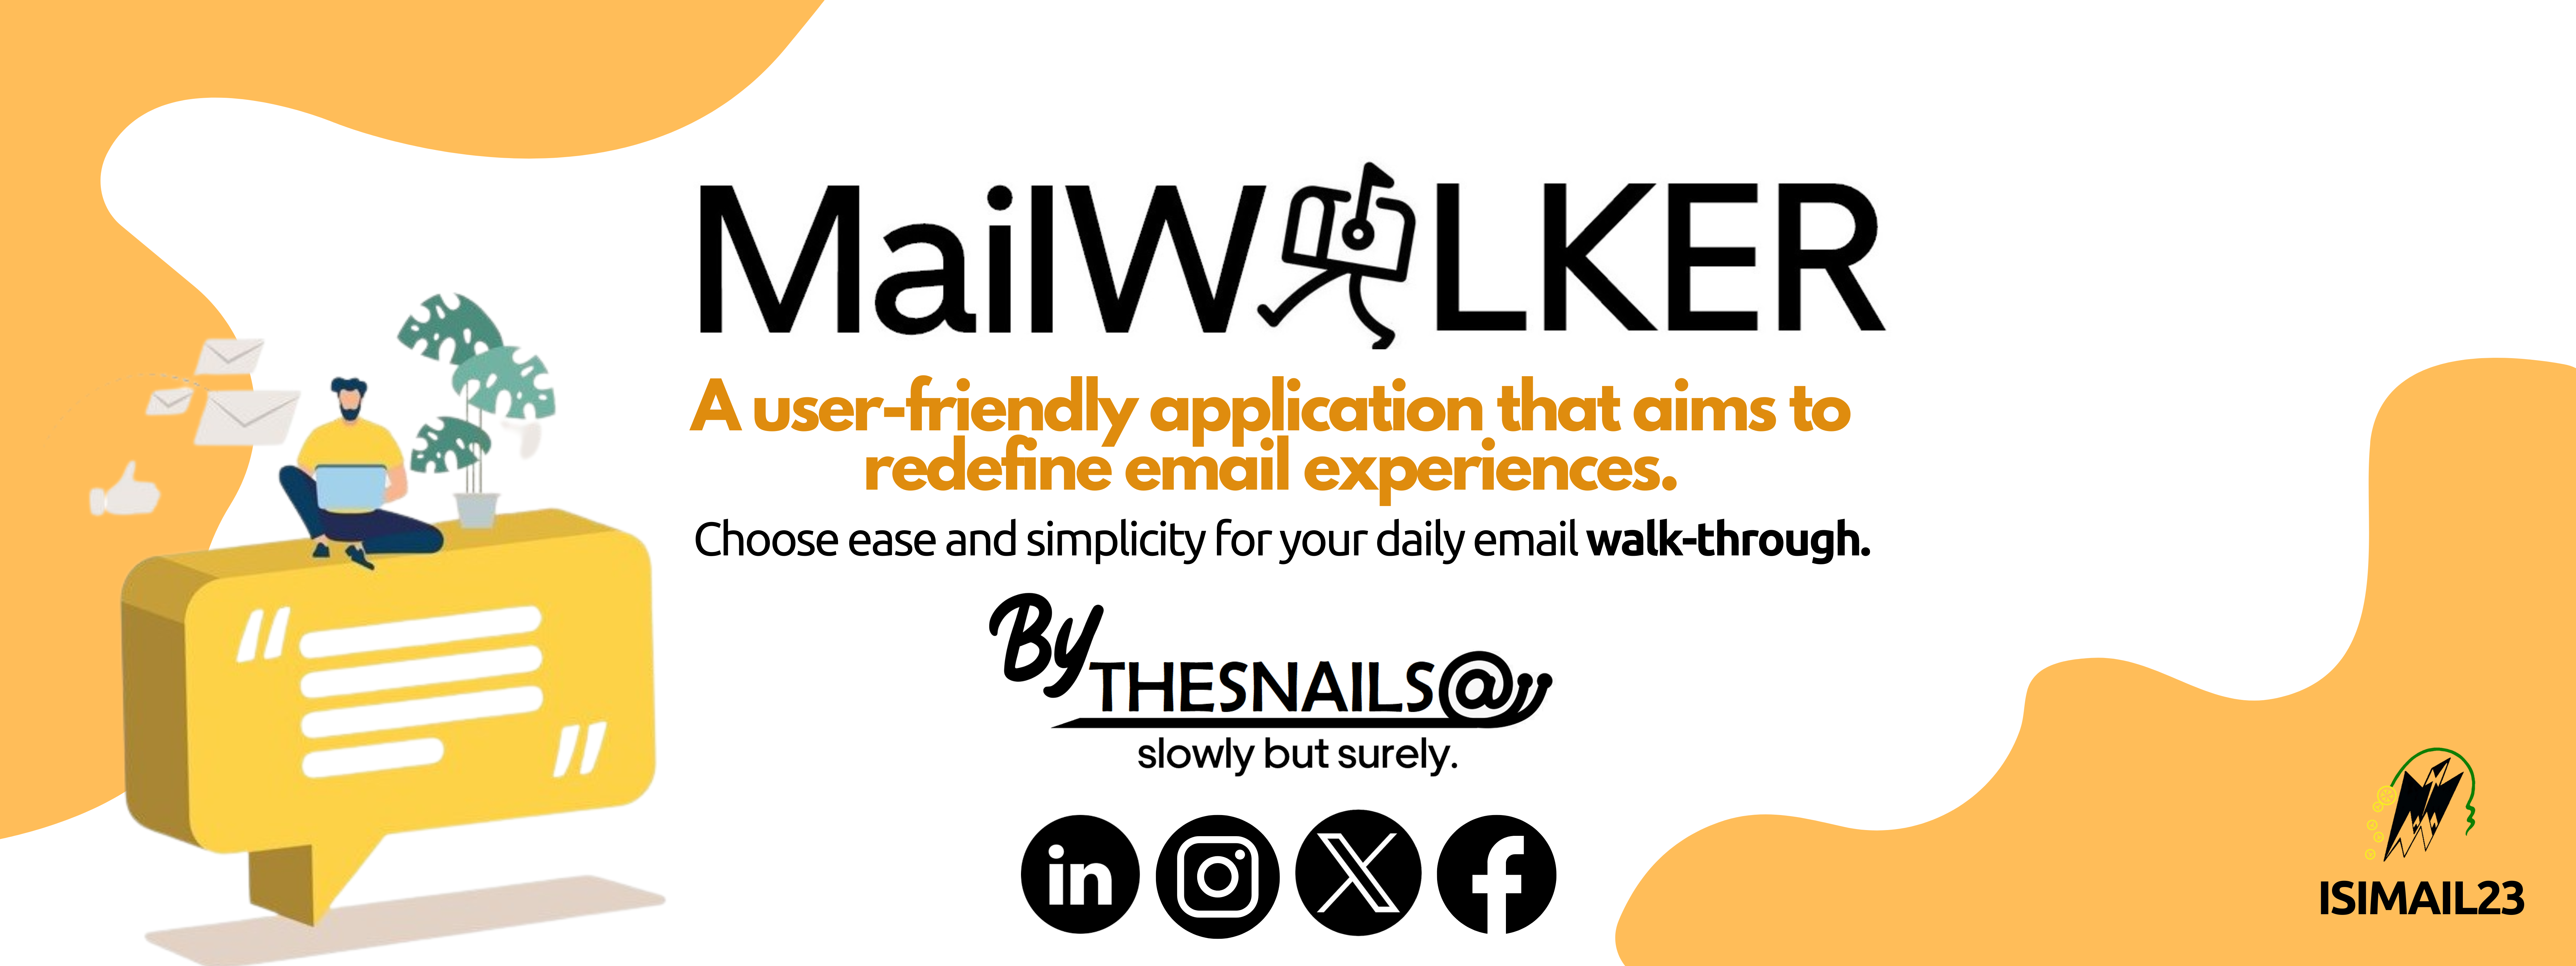 MailWALKER
A user-friendly application that aims to
redefine email experiences.
Choose ease and simplicity for your daily email walk-through.
By
THESNAILS@
slowly but surely.
in
ISIMAIL23